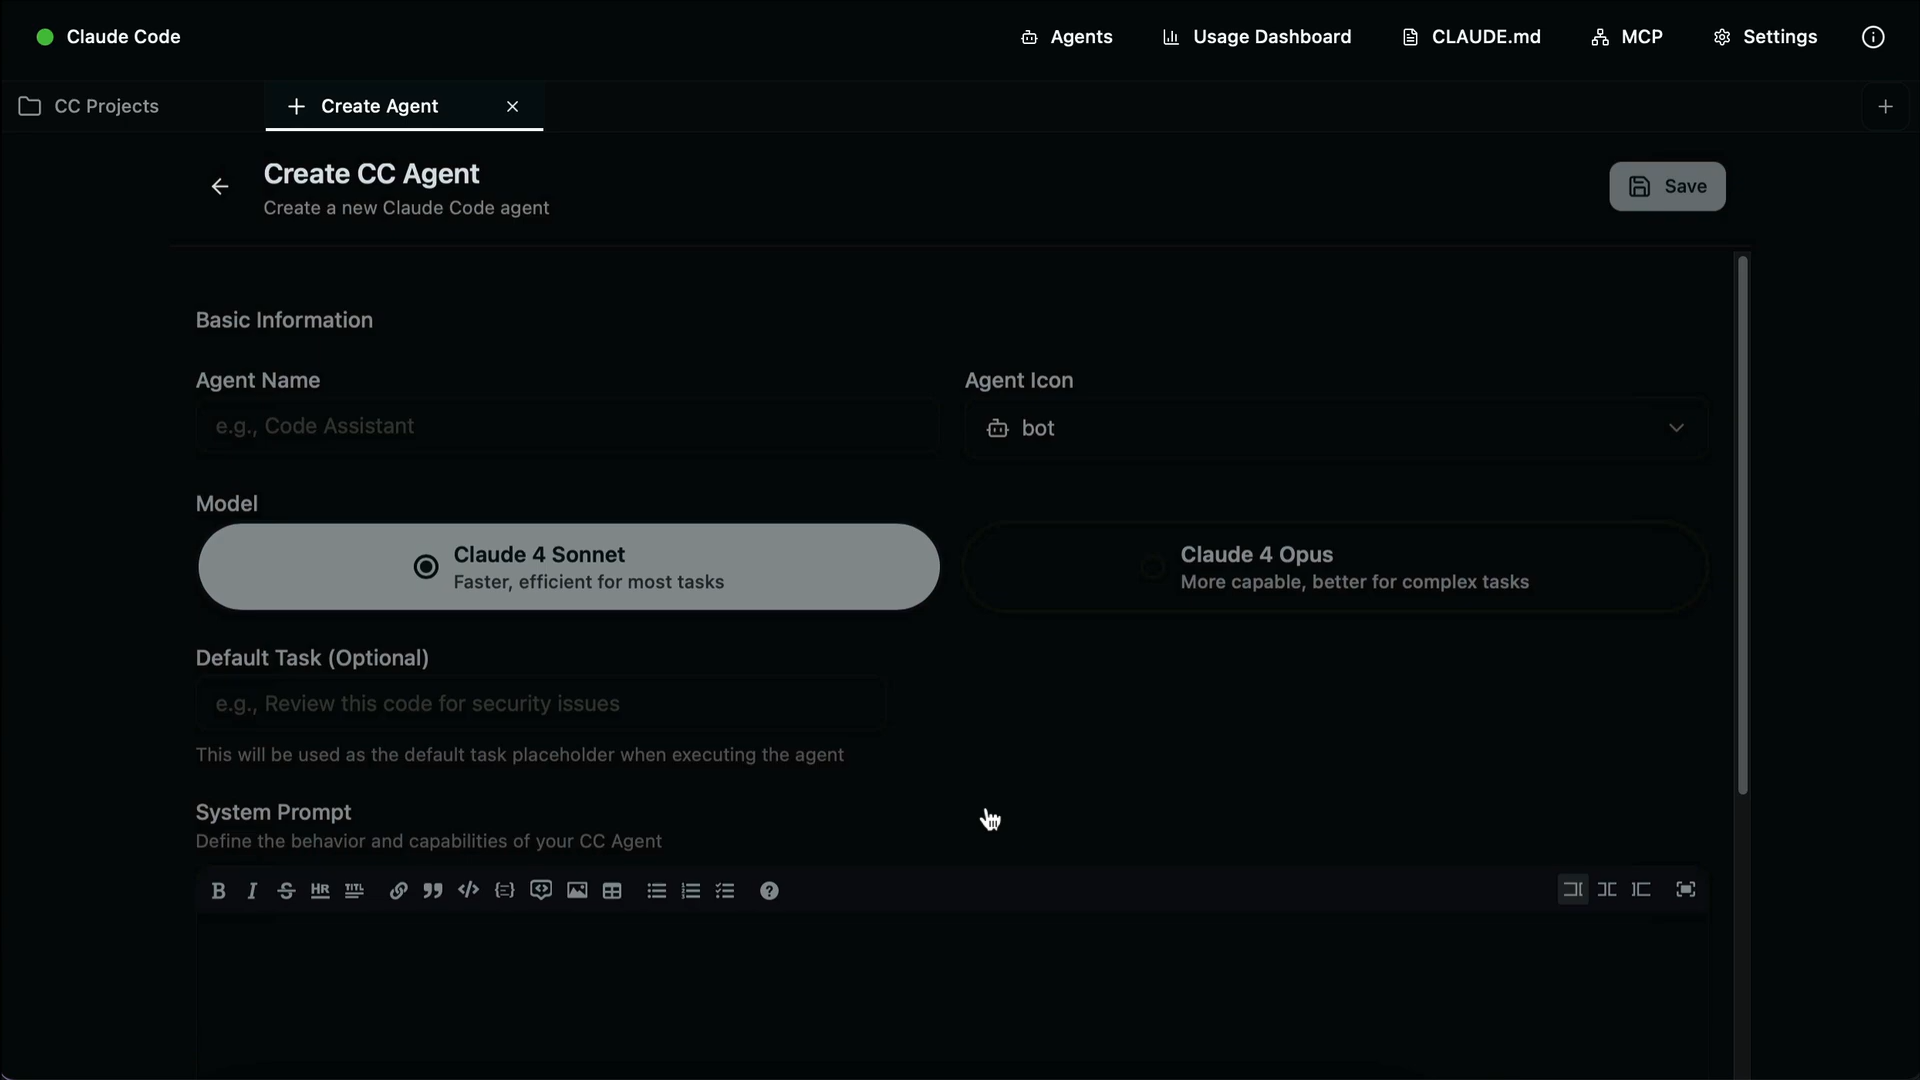 Claude Code
Agents
Usage Dashboard
CLAUDE.md
MCP
Settings
CC Projects
Create Agent
Create CC Agent
Create a new Claude Code agent
Save
Basic Information
Agent Name
Agent Icon
e.g., Code Assistant
bot
Model
Claude 4 Sonnet
Faster, efficient for most tasks
Claude 4 Opus
More capable, better for complex tasks
Default Task (Optional)
e.g., Review this code for security issues
This will be used as the default task placeholder when executing the agent
System Prompt
Define the behavior and capabilities of your CC Agent
B I S HR TITL